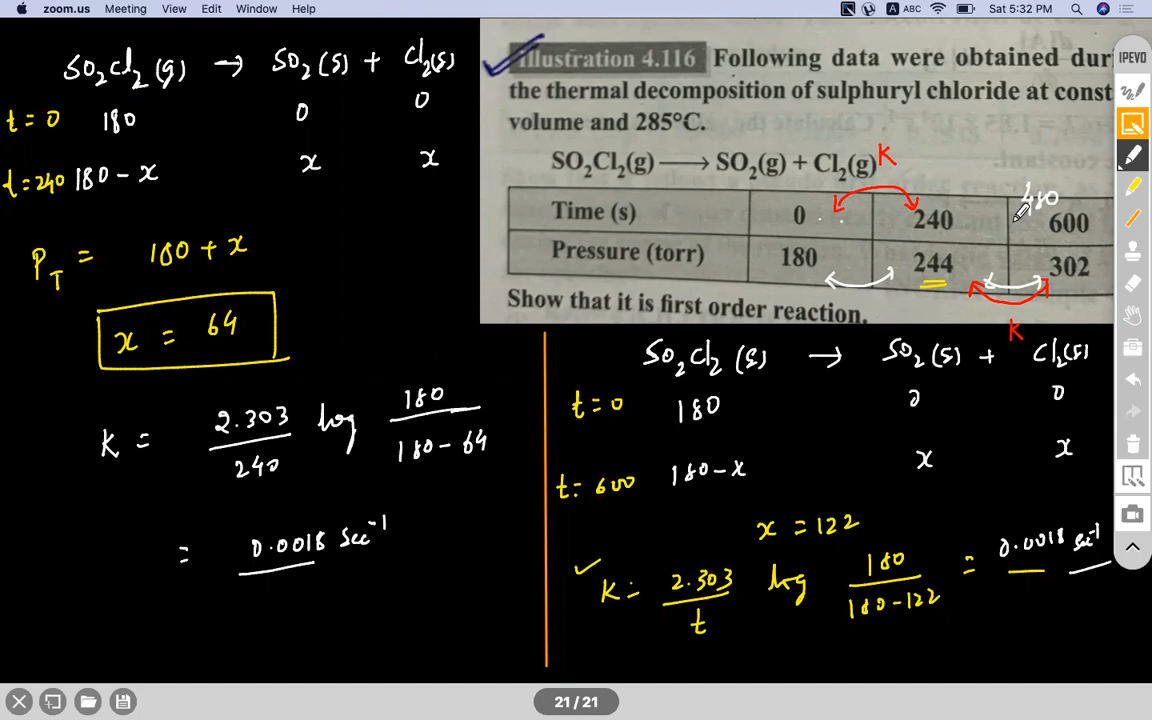 zoom.us Meeting View Edit Window Help
ABC Sat 5:32 PM
SO2Cl2 (g) → SO2(g) + Cl2(g)
t = 0 180 0 0
t = 240 180 - x x x
PT = 180 + x
x = 64
K = 2.303 / 240 log 180 / 180 - 64
= 0.0018 Sec-1
Illustration 4.116 Following data were obtained dur
the thermal decomposition of sulphuryl chloride at const
volume and 285°C.
SO2Cl2(g) ⟶ SO2(g) + Cl2(g) K
480
Time (s) 0 240 600
Pressure (torr) 180 244 302
Show that it is first order reaction.
K
SO2Cl2 (g) → SO2(g) + Cl2(g)
t = 0 180 0 0
t = 600 180 - x x x
x = 122
K = 2.303 / t log 180 / 180 - 122 = 0.0018 sec-1
IPEVO
21 / 21